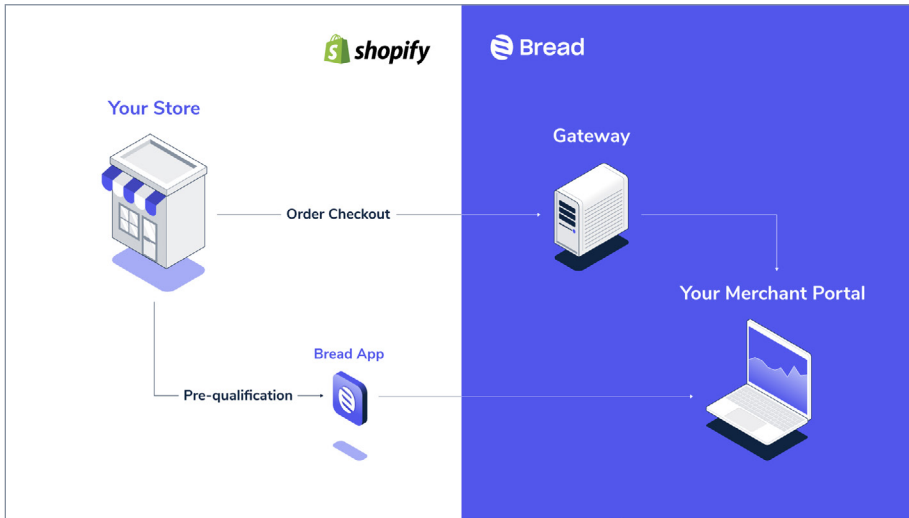 shopify
Bread
Your Store
Gateway
Order Checkout
Your Merchant Portal
Bread App
Pre-qualification